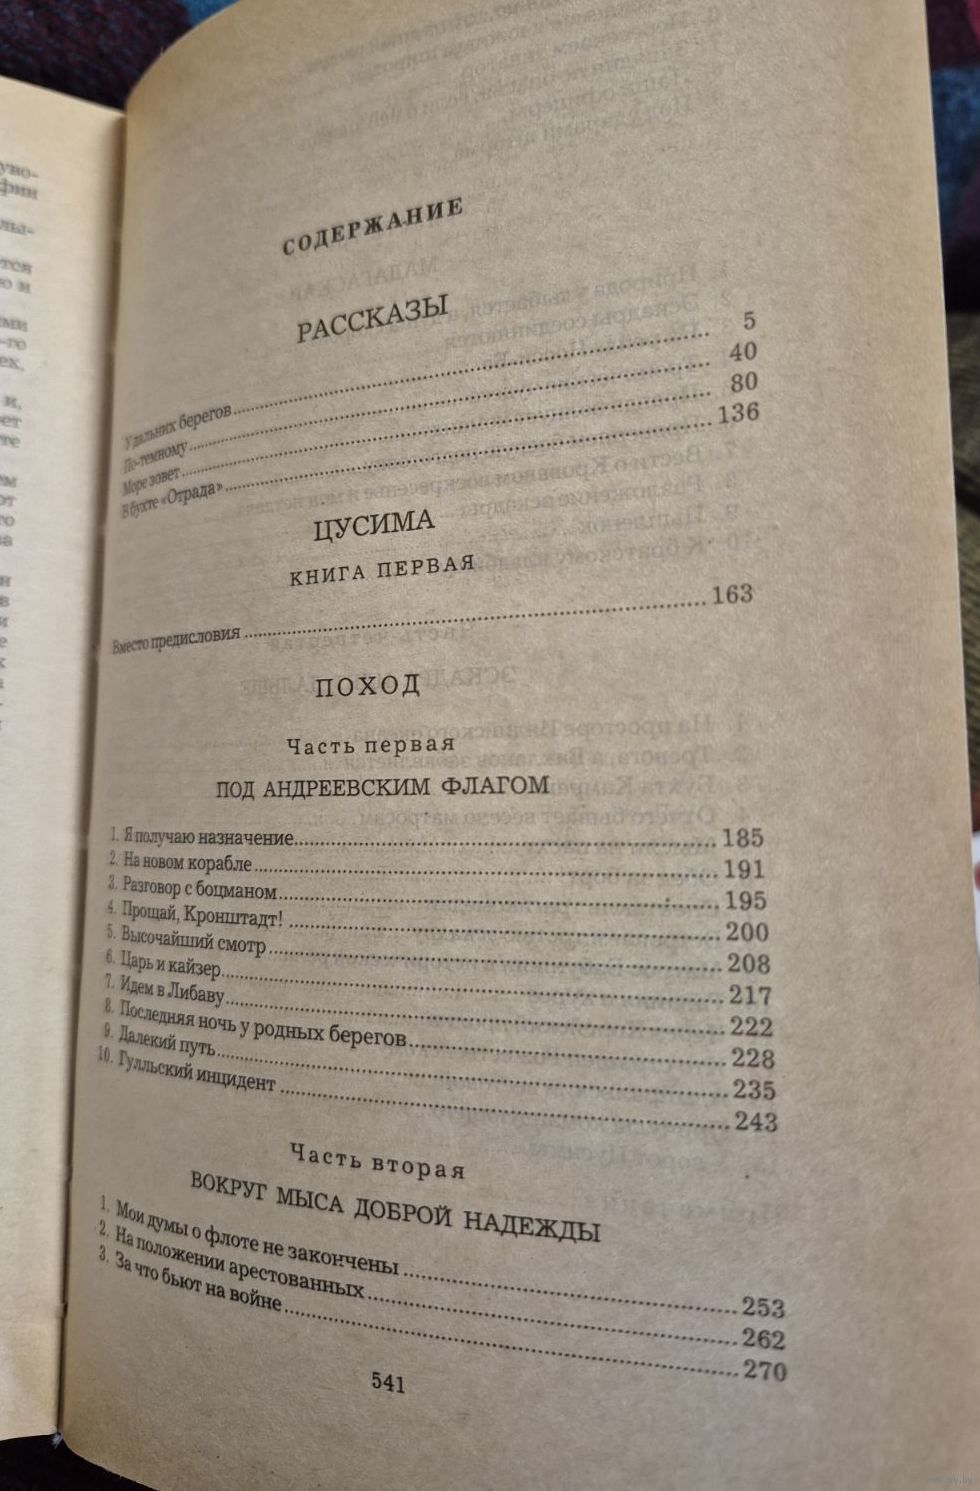 СОДЕРЖАНИЕ
РАССКАЗЫ
У дальних берегов 5
По-темному 40
Море зовет 80
В бухте «Отрада» 136
ЦУСИМА
КНИГА ПЕРВАЯ
Вместо предисловия 163
ПОХОД
Часть первая
ПОД АНДРЕЕВСКИМ ФЛАГОМ
1. Я получаю назначение 185
2. На новом корабле 191
3. Разговор с боцманом 195
4. Прощай, Кронштадт! 200
5. Высочайший смотр 208
6. Царь и кайзер 217
7. Идем в Либаву 222
8. Последняя ночь у родных берегов 228
9. Далекий путь 235
10. Гулльский инцидент 243
Часть вторая
ВОКРУГ МЫСА ДОБРОЙ НАДЕЖДЫ
1. Мои думы о флоте не закончены 253
2. На положении арестованных 262
3. За что бьют на войне 270
541